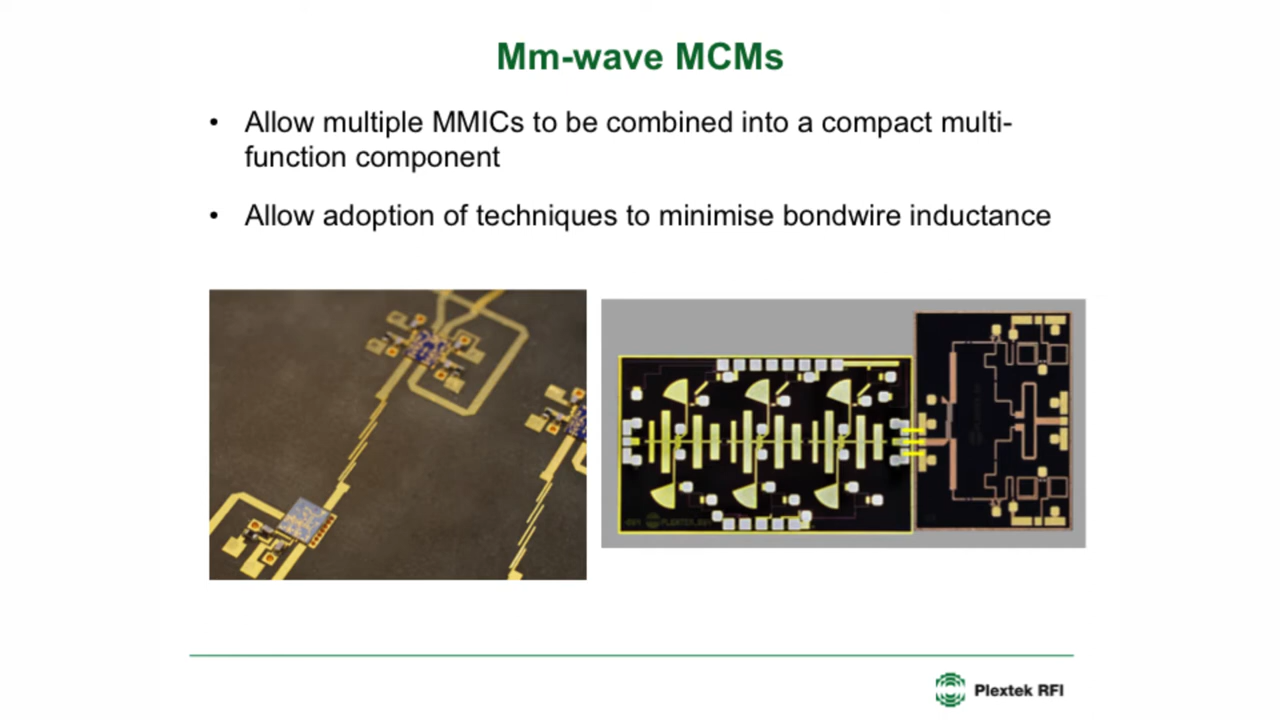 Mm-wave MCMs
• Allow multiple MMICs to be combined into a compact multi-
function component
• Allow adoption of techniques to minimise bondwire inductance
Plextek RFI